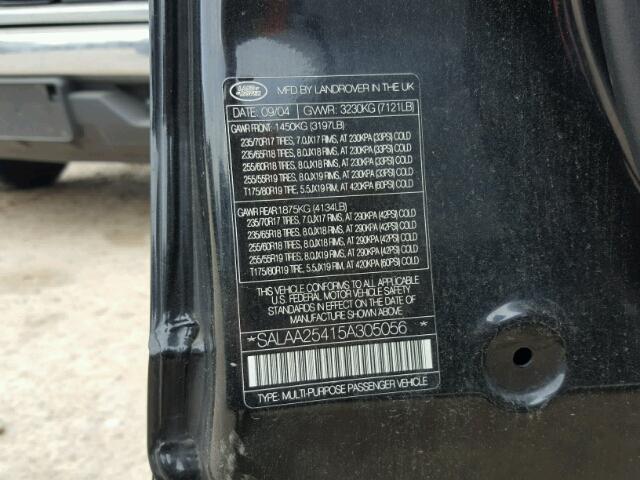 LAND ROVER
MFD BY LANDROVER IN THE UK
DATE: 09/04 GVWR: 3230KG (7121LB)
GAWR FRONT: 1450KG (3197LB)
235/70R17 TIRES, 7.0JX17 RIMS, AT 230KPA (33PSI) COLD
235/65R18 TIRES, 8.0JX18 RIMS, AT 230KPA (33PSI) COLD
255/60R18 TIRES, 8.0JX18 RIMS, AT 230KPA (33PSI) COLD
255/55R19 TIRES, 8.0JX19 RIMS, AT 230KPA (33PSI) COLD
T175/80R19 TIRE, 5.5JX19 RIM, AT 420KPA (60PSI) COLD
GAWR REAR: 1875KG (4134LB)
235/70R17 TIRES, 7.0JX17 RIMS, AT 290KPA (42PSI) COLD
235/65R18 TIRES, 8.0JX18 RIMS, AT 290KPA (42PSI) COLD
255/60R18 TIRES, 8.0JX18 RIMS, AT 290KPA (42PSI) COLD
255/55R19 TIRES, 8.0JX19 RIMS, AT 290KPA (42PSI) COLD
T175/80R19 TIRE, 5.5JX19 RIM, AT 420KPA (60PSI) COLD
THIS VEHICLE CONFORMS TO ALL APPLICABLE
U.S. FEDERAL MOTOR VEHICLE SAFETY
STANDARDS IN EFFECT ON THE DATE OF
MANUFACTURE SHOWN ABOVE
*SALAA25415A305056*
TYPE: MULTI-PURPOSE PASSENGER VEHICLE